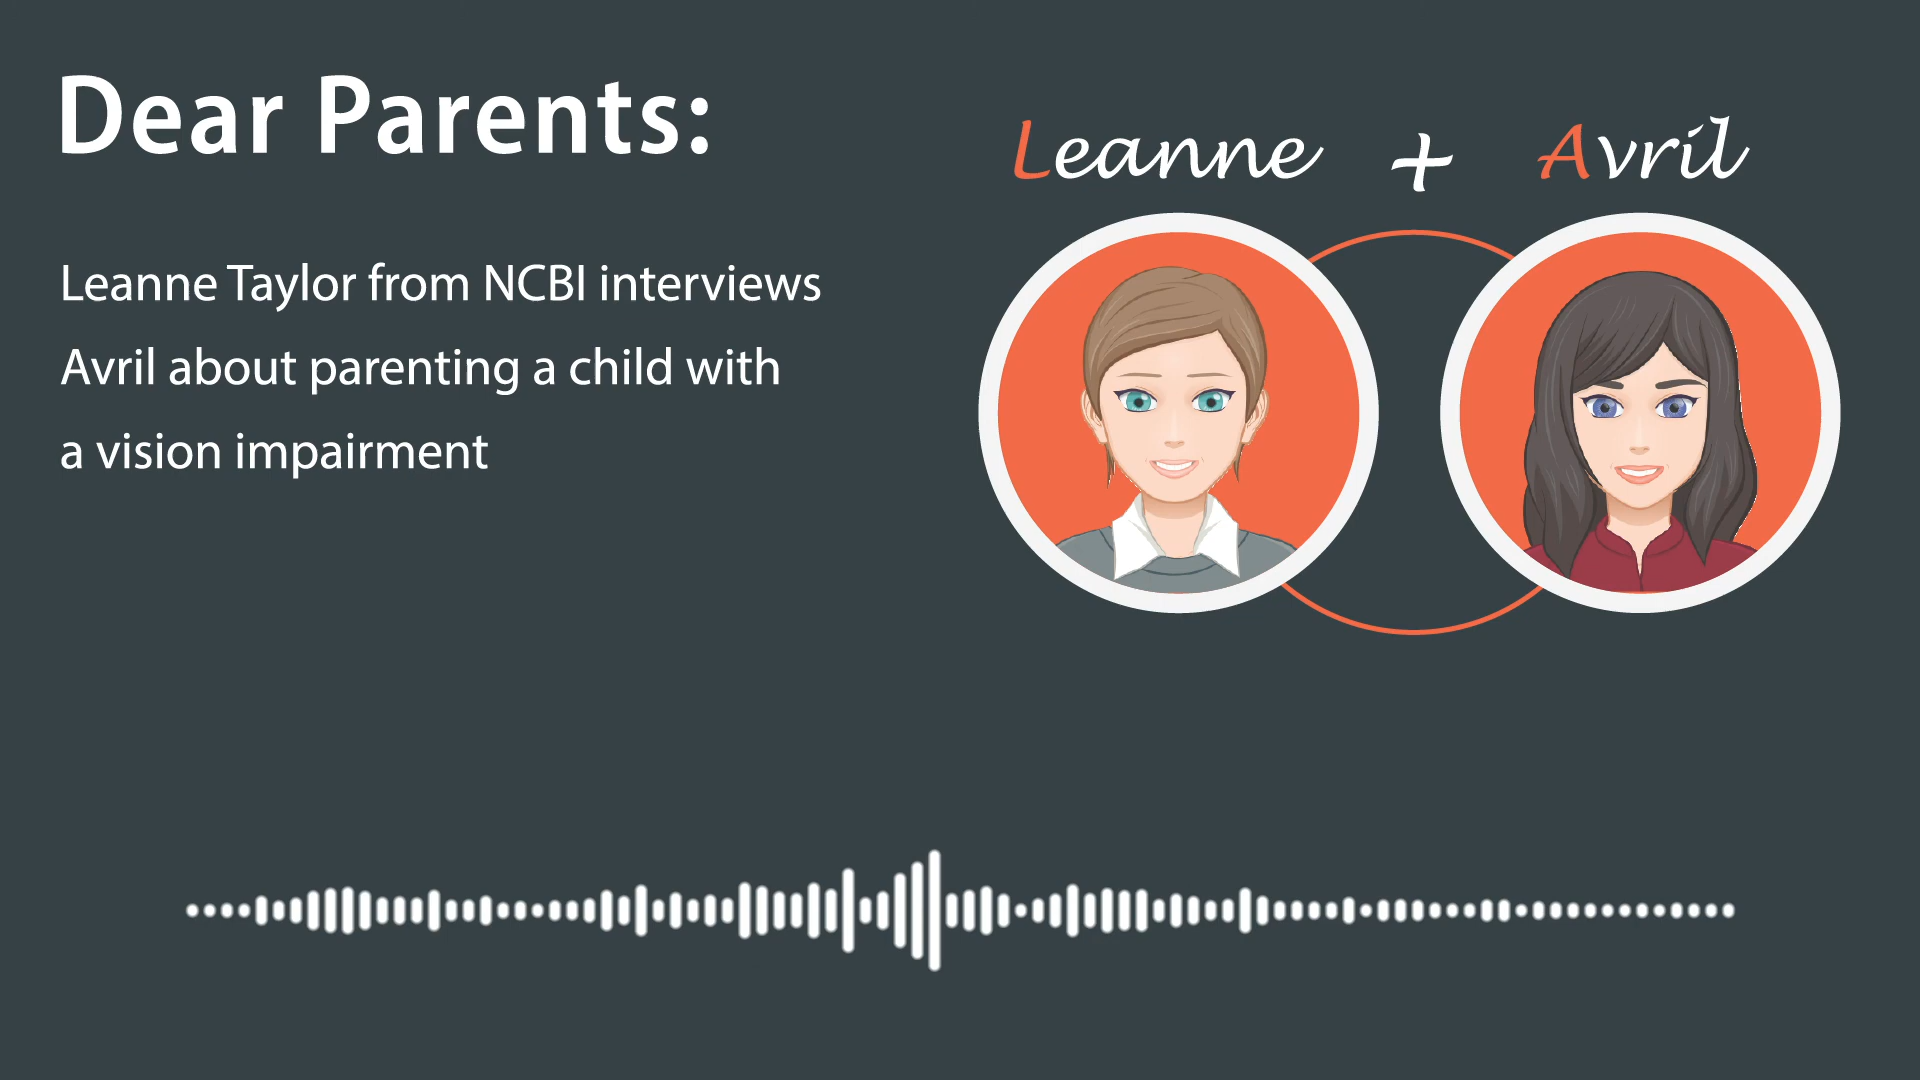 Dear Parents:
Leanne Taylor from NCBI interviews
Avril about parenting a child with
a vision impairment
Leanne + Avril